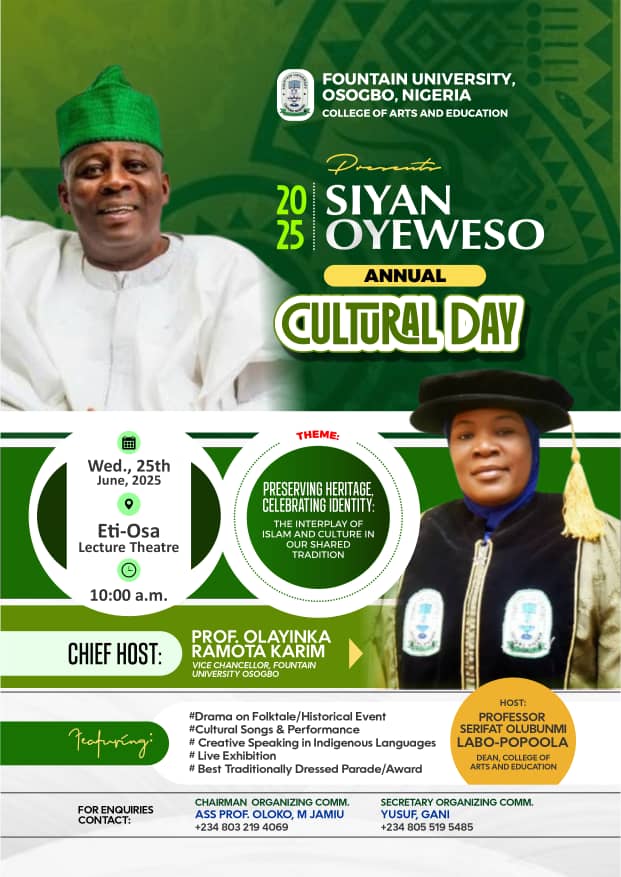 FOUNTAIN UNIVERSITY,
OSOGBO, NIGERIA
COLLEGE OF ARTS AND EDUCATION
Presents
20
25
SIYAN
OYEWESO
ANNUAL
CULTURAL DAY
Wed., 25th
June, 2025
Eti-Osa
Lecture Theatre
10:00 a.m.
THEME:
PRESERVING HERITAGE,
CELEBRATING IDENTITY:
THE INTERPLAY OF
ISLAM AND CULTURE IN
OUR SHARED
TRADITION
CHIEF HOST:
PROF. OLAYINKA
RAMOTA KARIM
VICE CHANCELLOR, FOUNTAIN
UNIVERSITY OSOGBO
Featuring:
#Drama on Folktale/Historical Event
#Cultural Songs & Performance
# Creative Speaking in Indigenous Languages
# Live Exhibition
# Best Traditionally Dressed Parade/Award
HOST:
PROFESSOR
SERIFAT OLUBUNMI
LABO-POPOOLA
DEAN, COLLEGE OF
ARTS AND EDUCATION
FOR ENQUIRIES
CONTACT:
CHAIRMAN ORGANIZING COMM.
ASS PROF. OLOKO, M JAMIU
+234 803 219 4069
SECRETARY ORGANIZING COMM.
YUSUF, GANI
+234 805 519 5485